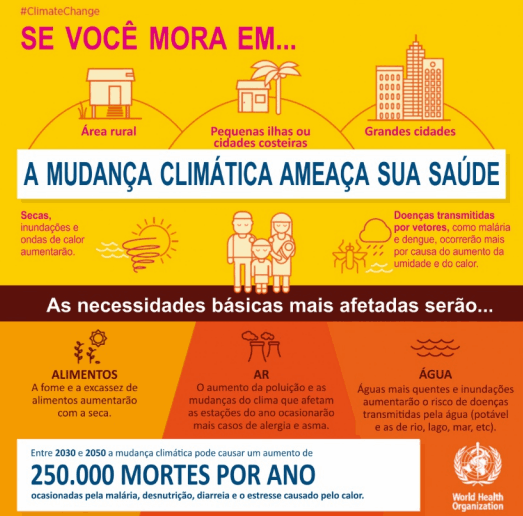 #ClimateChange
SE VOCÊ MORA EM...
Área rural
Pequenas ilhas ou
cidades costeiras
Grandes cidades
A MUDANÇA CLIMÁTICA AMEAÇA SUA SAÚDE
Secas,
inundações e
ondas de calor
aumentarão.
Doenças transmitidas
por vetores, como malária
e dengue, ocorrerão mais
por causa do aumento da
umidade e do calor.
As necessidades básicas mais afetadas serão...
ALIMENTOS
A fome e a excassez de
alimentos aumentarão
com a seca.
AR
O aumento da poluição e as
mudanças do clima que afetam
as estações do ano ocasionarão
mais casos de alergia e asma.
ÁGUA
Águas mais quentes e inundações
aumentarão o risco de doenças
transmitidas pela água (potável
e as de rio, lago, mar, etc).
Entre 2030 e 2050 a mudança climática pode causar um aumento de
250.000 MORTES POR ANO
ocasionadas pela malária, desnutrição, diarreia e o estresse causado pelo calor.
World Health
Organization